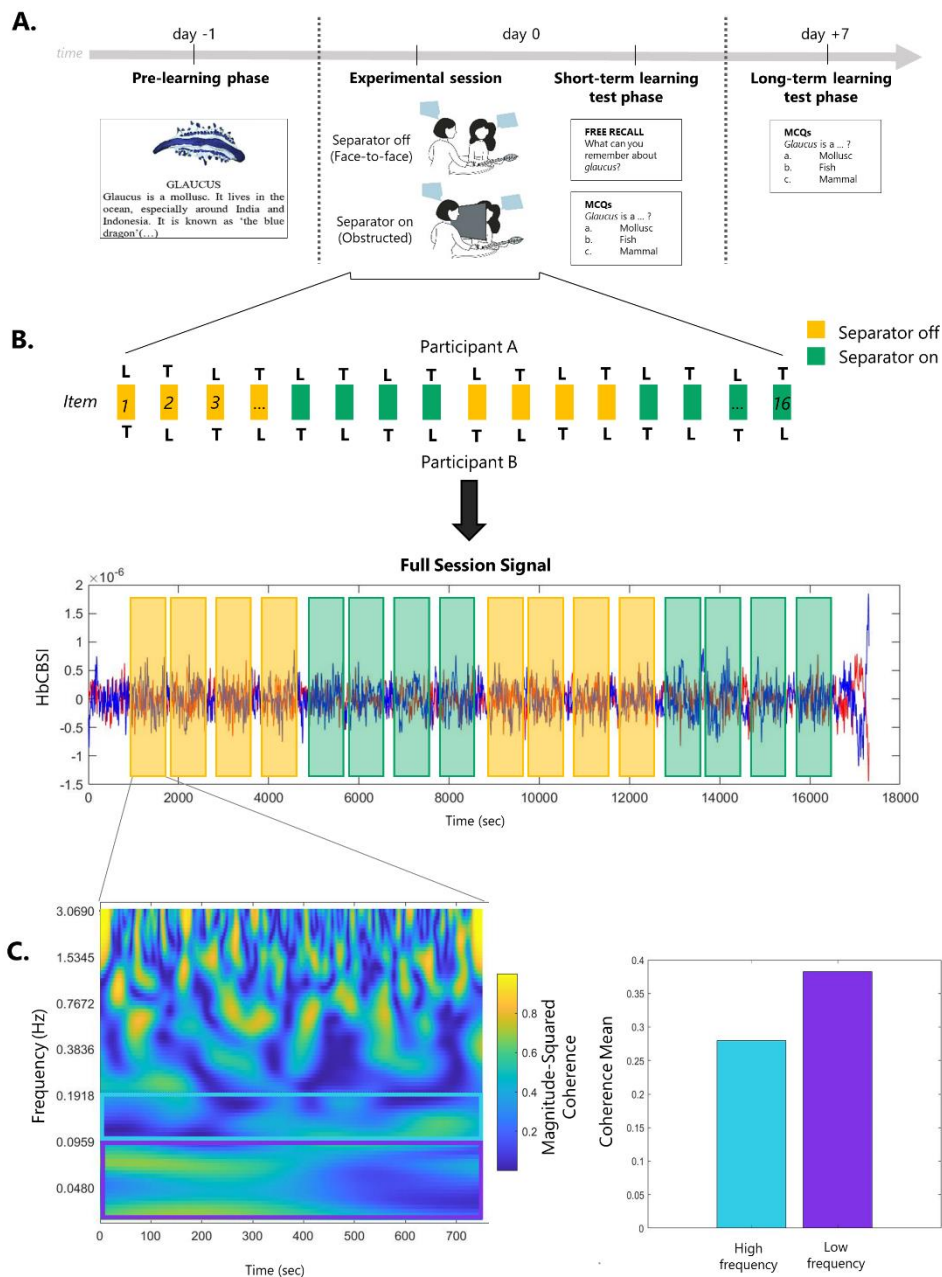 A.
time
day -1
day 0
day +7
Pre-learning phase
Experimental session
Short-term learning
test phase
Long-term learning
test phase
GLAUCUS
Glaucus is a mollusc. It lives in the
ocean, especially around India and
Indonesia. It is known as ‘the blue
dragon’(...)
Separator off
(Face-to-face)
Separator on
(Obstructed)
FREE RECALL
What can you
remember about
glaucus?
MCQs
Glaucus is a ... ?
a. Mollusc
b. Fish
c. Mammal
MCQs
Glaucus is a ... ?
a. Mollusc
b. Fish
c. Mammal
B.
Separator off
Separator on
Participant A
L T L T L T L T L T L T L T L T
Item 1 2 3 ... ... 16
T L T L T L T L T L T L T L T L
Participant B
Full Session Signal
×10-6
HbCBSI
2
1.5
1
0.5
0
-0.5
-1
-1.5
0 2000 4000 6000 8000 10000 12000 14000 16000 18000
Time (sec)
C.
Frequency (Hz)
3.0690
1.5345
0.7672
0.3836
0.1918
0.0959
0.0480
0 100 200 300 400 500 600 700
Time (sec)
0.8
0.6
0.4
0.2
Magnitude-Squared
Coherence
Coherence Mean
0.4
0.35
0.3
0.25
0.2
0.15
0.1
0.05
0
High
frequency
Low
frequency